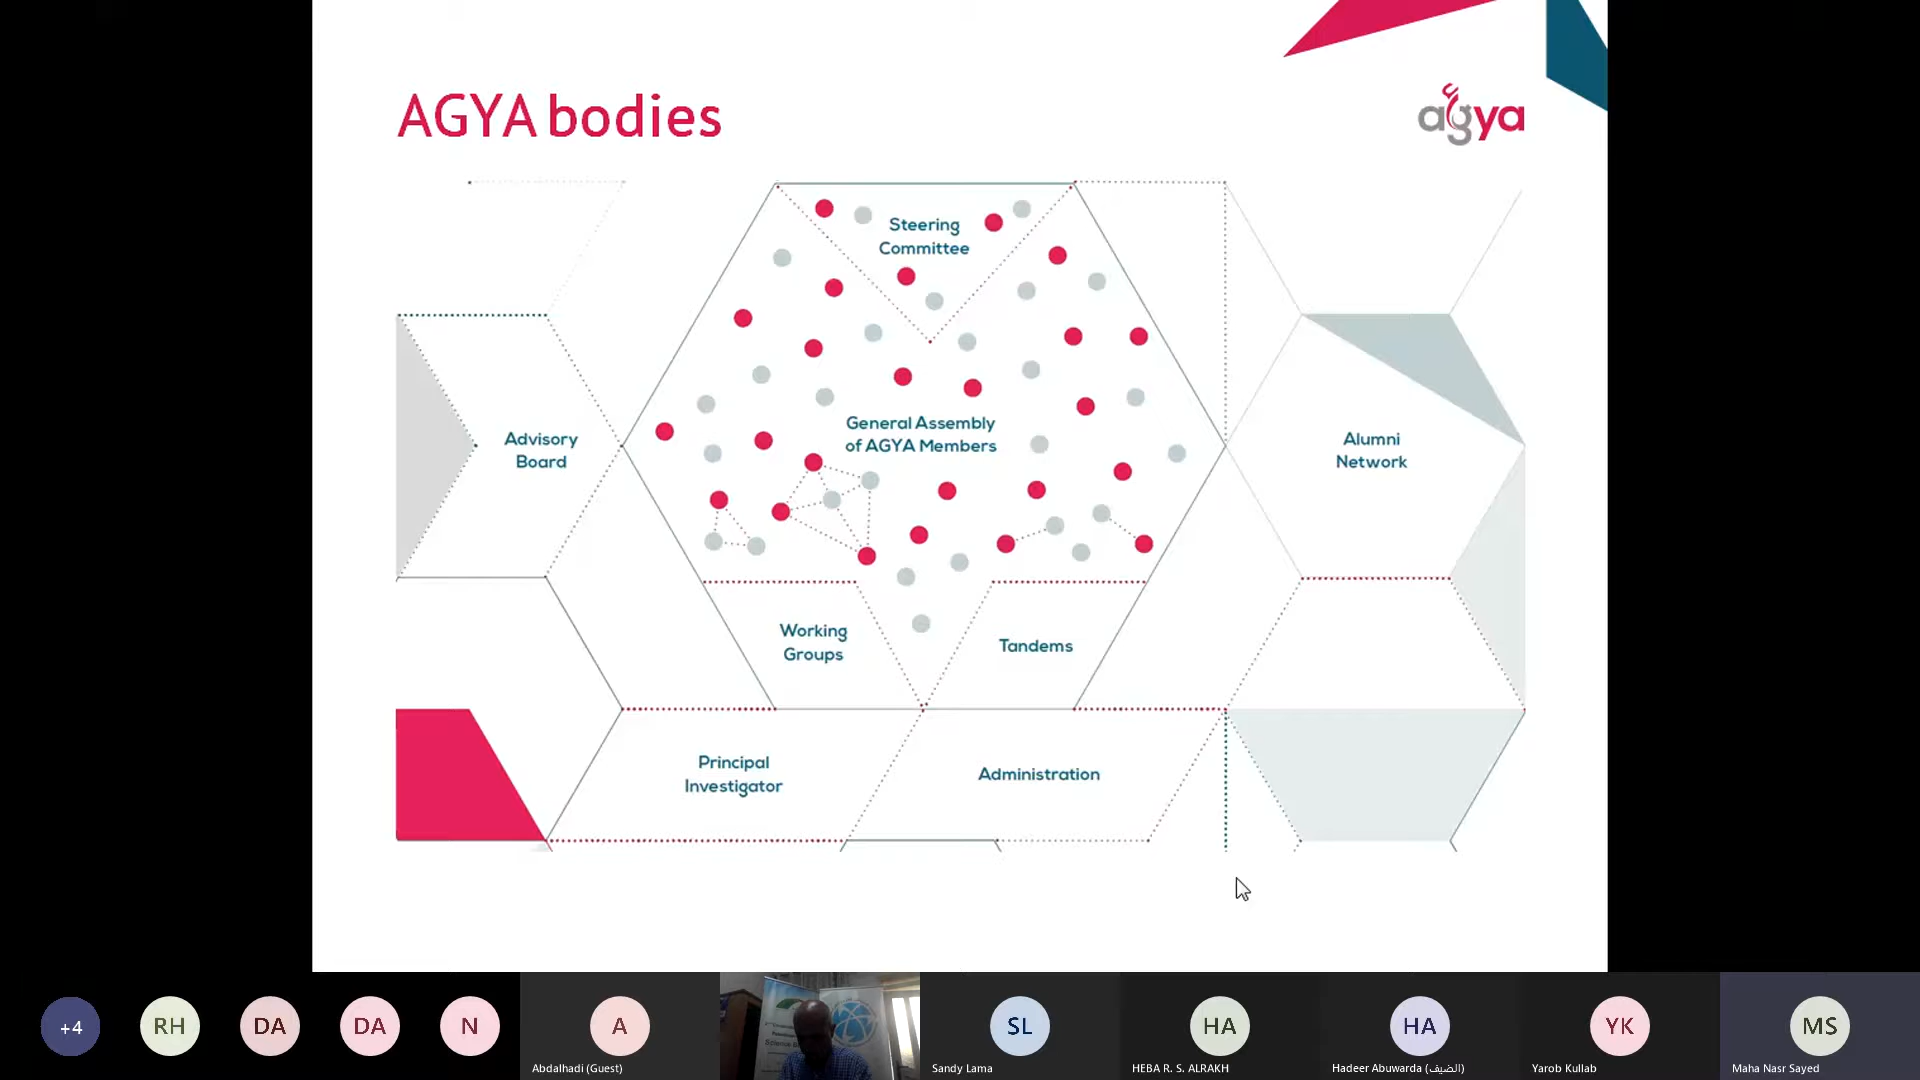 AGYA bodies
agya
Steering
Committee
General Assembly
of AGYA Members
Advisory
Board
Alumni
Network
Working
Groups
Tandems
Principal
Investigator
Administration
+4
RH
DA
DA
N
A
SL
HA
HA
YK
MS
Abdalhadi (Guest)
Sandy Lama
HEBA R. S. ALRAKH
Hadeer Abuwarda (الضيف)
Yarob Kullab
Maha Nasr Sayed